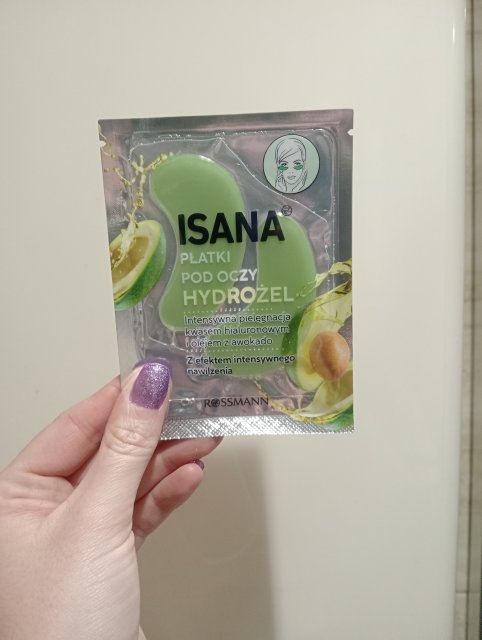 ISANA
PŁATKI
POD OCZY
HYDROŻEL
Intensywna pielęgnacja
kwasem hialuronowym
i olejem z awokado
Z efektem intensywnego
nawilżenia
ROSSMANN